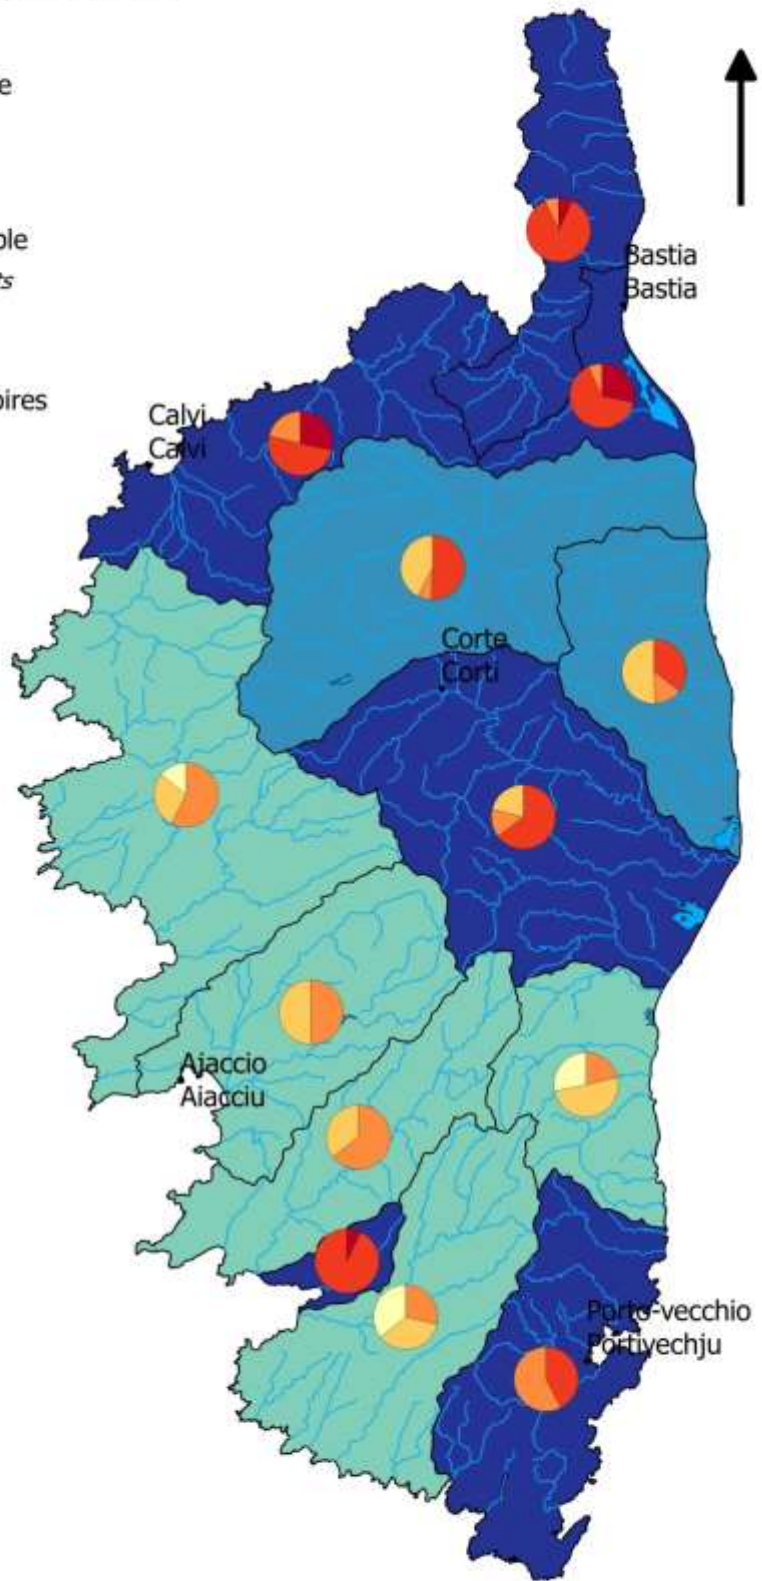 Bastia
Bastia
Calvi
Calvi
Corte
Corti
Ajaccio
Aiacciu
Porto-vecchio
Portivechju